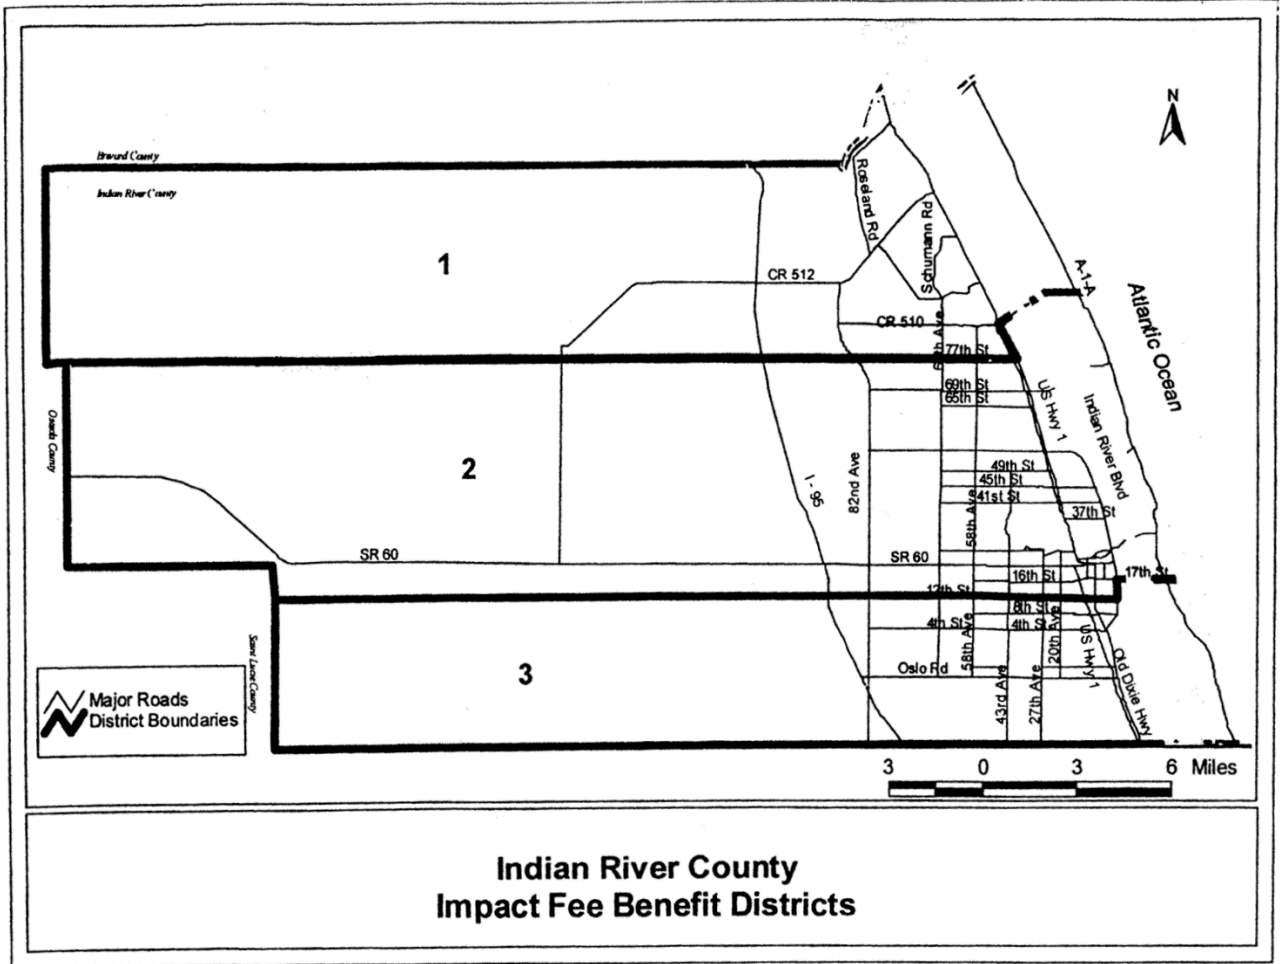 N
Brevard County
Indian River County
Roseland Rd
Schumann Rd
1
CR 512
A-1-A
Atlantic Ocean
CR 510
77th St
69th St
65th St
US Hwy 1
Indian River Blvd
Osceola County
2
I - 95
82nd Ave
49th St
45th St
41st St
58th Ave
37th St
SR 60
SR 60
17th St
16th St
12th St
8th St
4th St
4th St
58th Ave
20th Ave
US Hwy 1
Old Dixie Hwy
Saint Lucie County
3
Oslo Rd
43rd Ave
27th Ave
Major Roads
District Boundaries
3 0 3 6 Miles
Indian River County
Impact Fee Benefit Districts